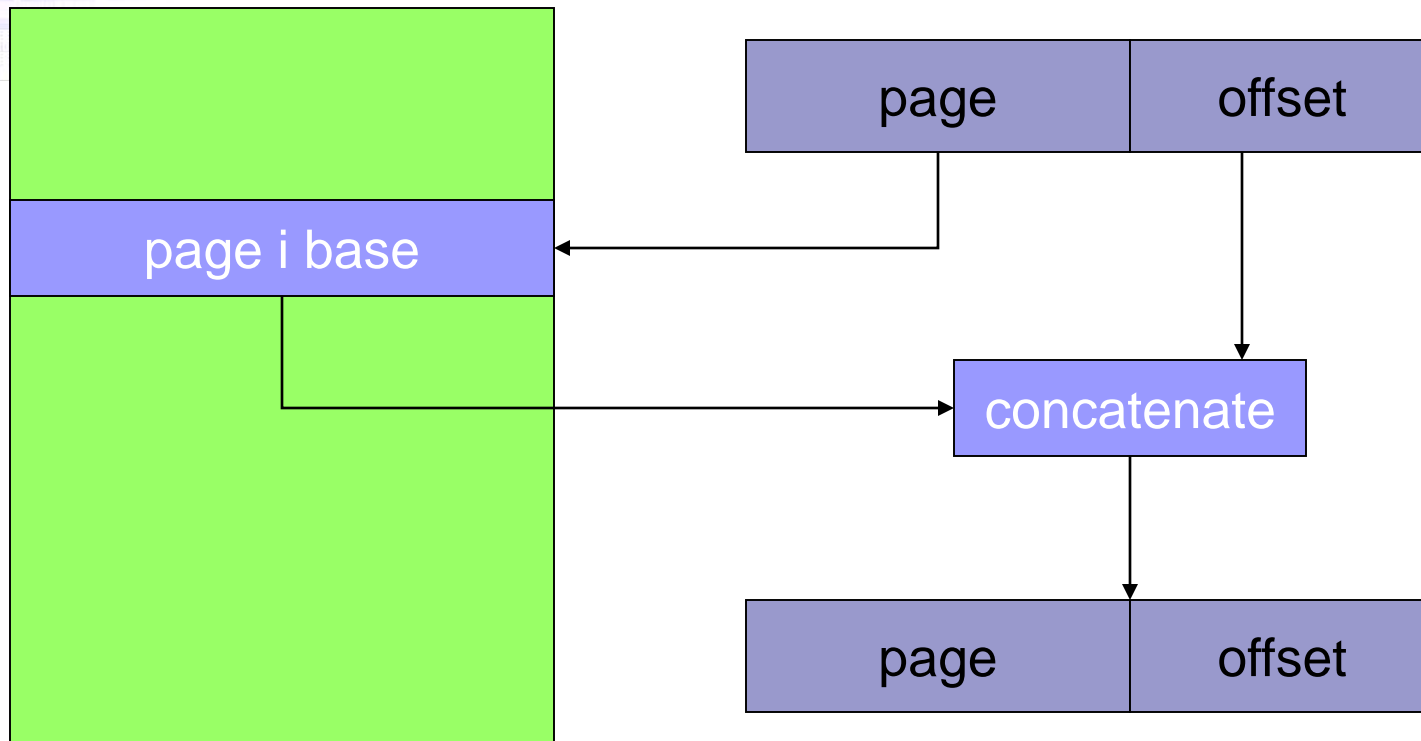 page
offset
page i base
concatenate
page
offset